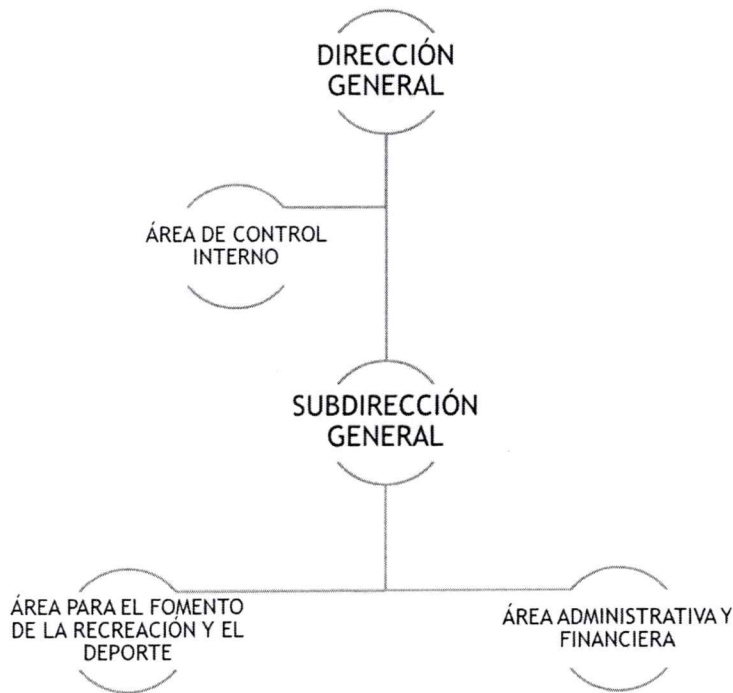 DIRECCIÓN
GENERAL
ÁREA DE CONTROL
INTERNO
SUBDIRECCIÓN
GENERAL
ÁREA PARA EL FOMENTO
DE LA RECREACIÓN Y EL
DEPORTE
ÁREA ADMINISTRATIVA Y
FINANCIERA